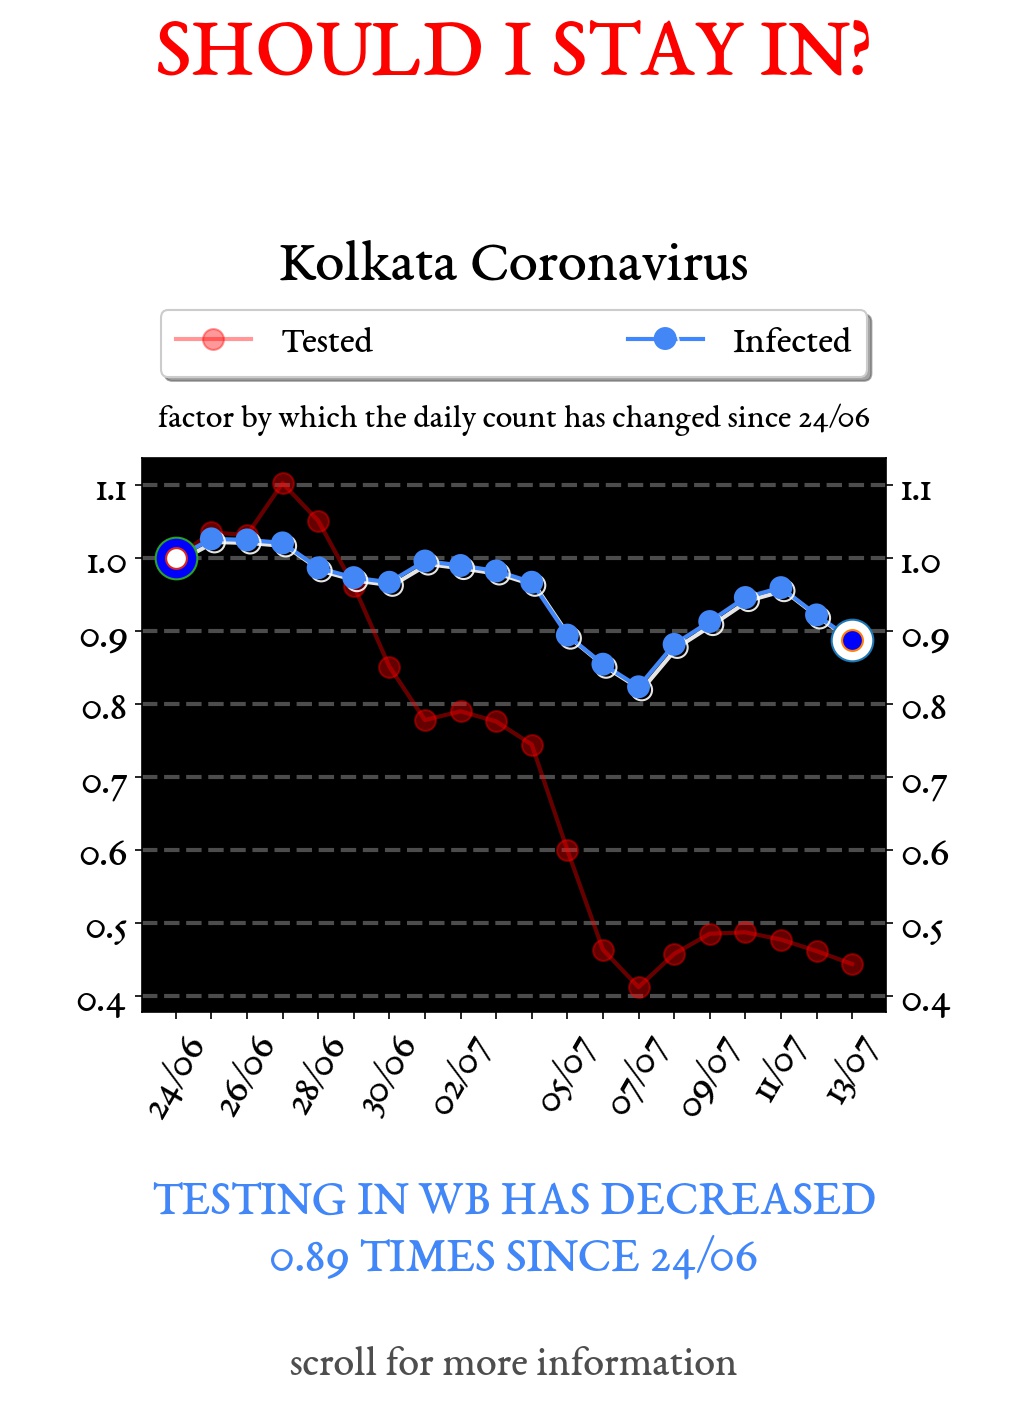 SHOULD I STAY IN?
Kolkata Coronavirus
Tested Infected
factor by which the daily count has changed since 24/06
1.1 1.1
1.0 1.0
0.9 0.9
0.8 0.8
0.7 0.7
0.6 0.6
0.5 0.5
0.4 0.4
24/06 26/06 28/06 30/06 02/07 05/07 07/07 09/07 11/07 13/07
TESTING IN WB HAS DECREASED
0.89 TIMES SINCE 24/06
scroll for more information